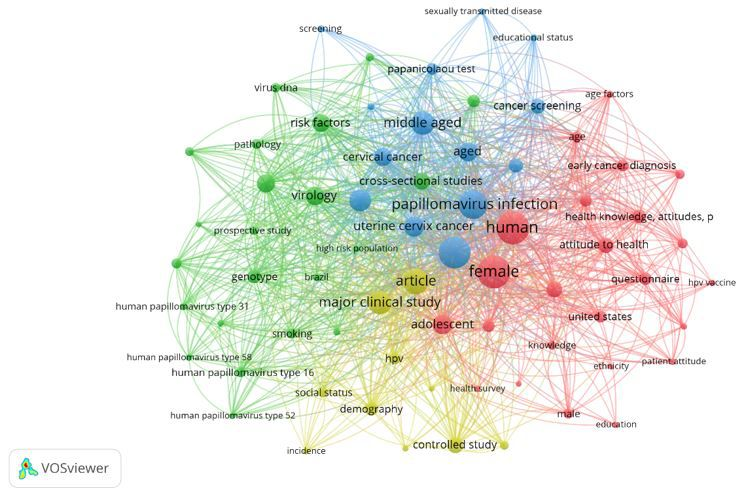 sexually transmitted disease
screening
educational status
papanicolaou test
virus dna
age factors
cancer screening
risk factors
middle aged
age
pathology
cervical cancer
aged
early cancer diagnosis
cross-sectional studies
virology
papillomavirus infection
health knowledge, attitudes, p
uterine cervix cancer
human
prospective study
high risk population
attitude to health
female
genotype
brazil
article
questionnaire
hpv vaccine
human papillomavirus type 31
major clinical study
united states
smoking
adolescent
knowledge
human papillomavirus type 58
hpv
patient attitude
human papillomavirus type 16
ethnicity
social status
health survey
demography
human papillomavirus type 52
male
education
incidence
controlled study
VOSviewer